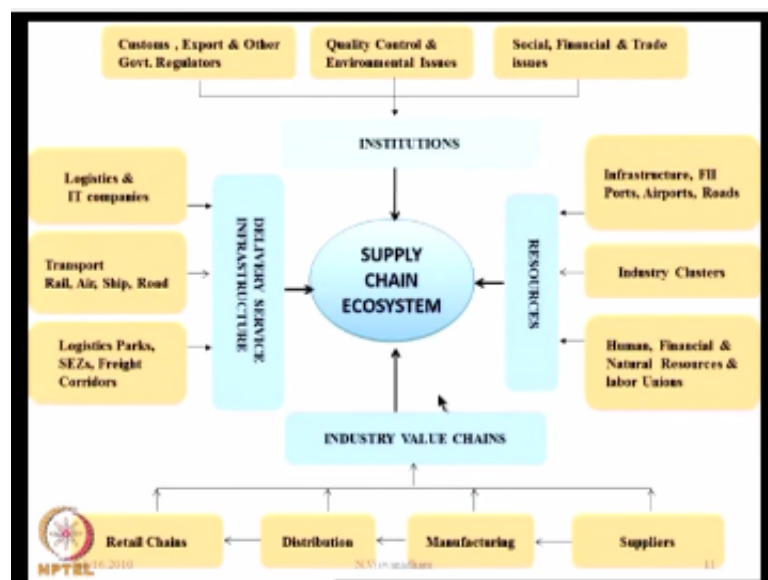 Customs , Export & Other
Govt. Regulators
Quality Control &
Environmental Issues
Social, Financial & Trade
issues
INSTITUTIONS
Logistics &
IT companies
Transport
Rail, Air, Ship, Road
Logistics Parks,
SEZs, Freight
Corridors
DELIVERY SERVICE
INFRASTRUCTURE
SUPPLY
CHAIN
ECOSYSTEM
RESOURCES
Infrastructure, FII
Ports, Airports, Roads
Industry Clusters
Human, Financial &
Natural Resources &
labor Unions
INDUSTRY VALUE CHAINS
Retail Chains
Distribution
Manufacturing
Suppliers
NPTEL
N.Viswanadham
11